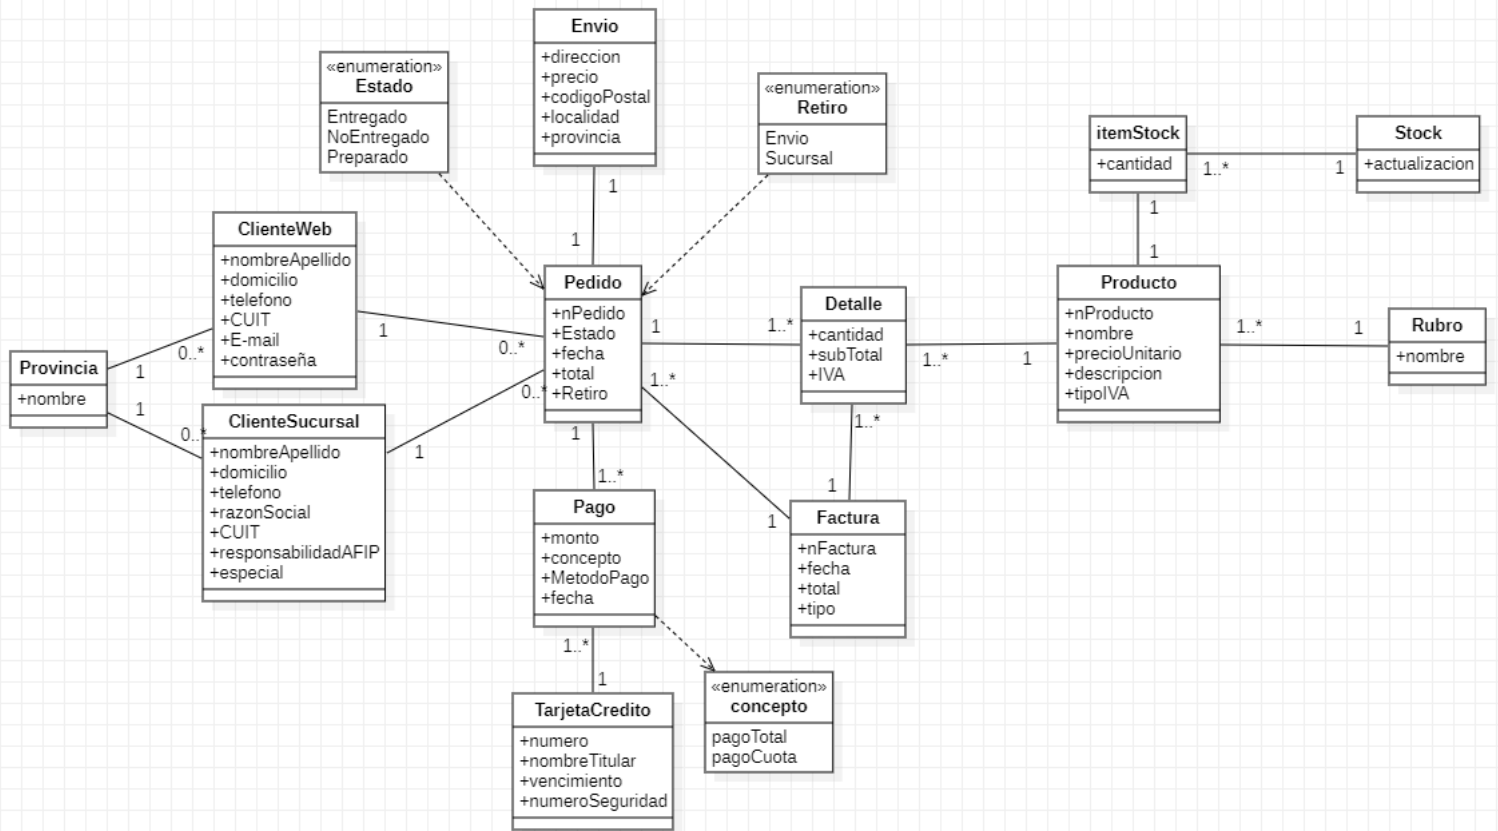 Envio
+direccion
+precio
+codigoPostal
+localidad
+provincia
«enumeration»
Estado
Entregado
NoEntregado
Preparado
«enumeration»
Retiro
Envio
Sucursal
itemStock
+cantidad
1..*
1
Stock
+actualizacion
1
1
1
1
ClienteWeb
+nombreApellido
+domicilio
+telefono
+CUIT
+E-mail
+contraseña
1
0..*
Pedido
+nPedido
+Estado
+fecha
+total
+Retiro
1
1..*
Detalle
+cantidad
+subTotal
+IVA
1..*
1
Producto
+nProducto
+nombre
+precioUnitario
+descripcion
+tipoIVA
1..*
1
Rubro
+nombre
Provincia
+nombre
1
0..*
1
0..*
ClienteSucursal
+nombreApellido
+domicilio
+telefono
+razonSocial
+CUIT
+responsabilidadAFIP
+especial
1
0..*
1..*
1
1..*
1
1
1..*
Pago
+monto
+concepto
+MetodoPago
+fecha
Factura
+nFactura
+fecha
+total
+tipo
1..*
1
TarjetaCredito
+numero
+nombreTitular
+vencimiento
+numeroSeguridad
«enumeration»
concepto
pagoTotal
pagoCuota